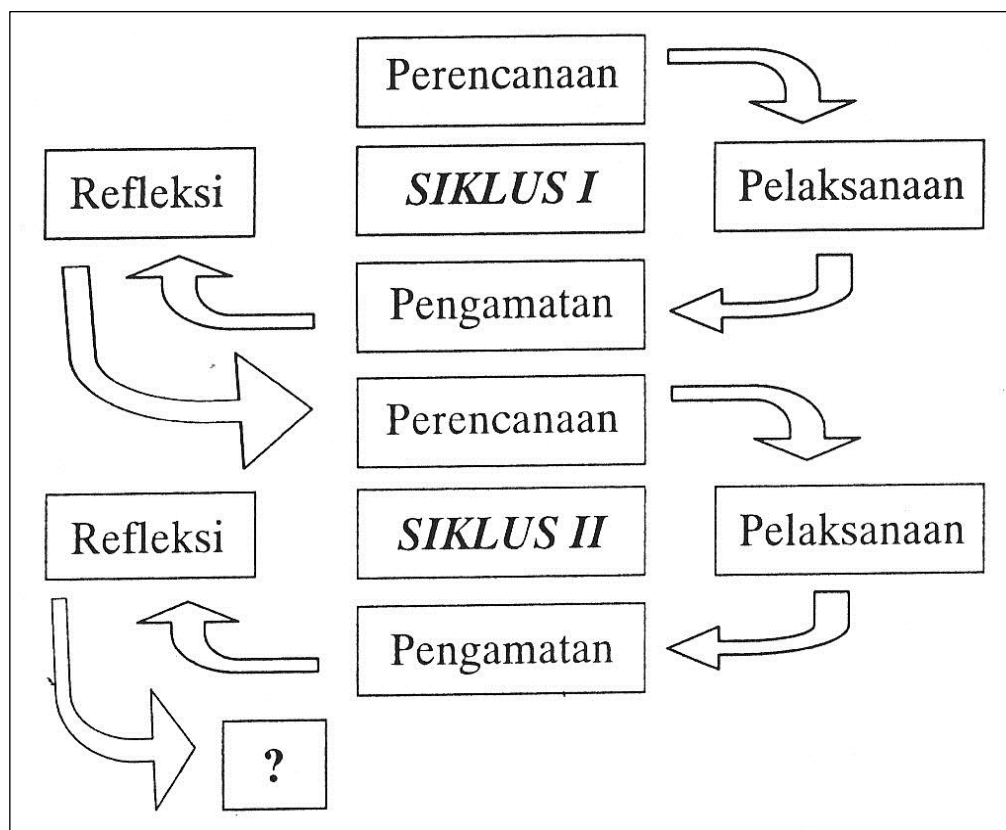 Perencanaan
Refleksi
SIKLUS I
Pelaksanaan
Pengamatan
Perencanaan
Refleksi
SIKLUS II
Pelaksanaan
Pengamatan
?